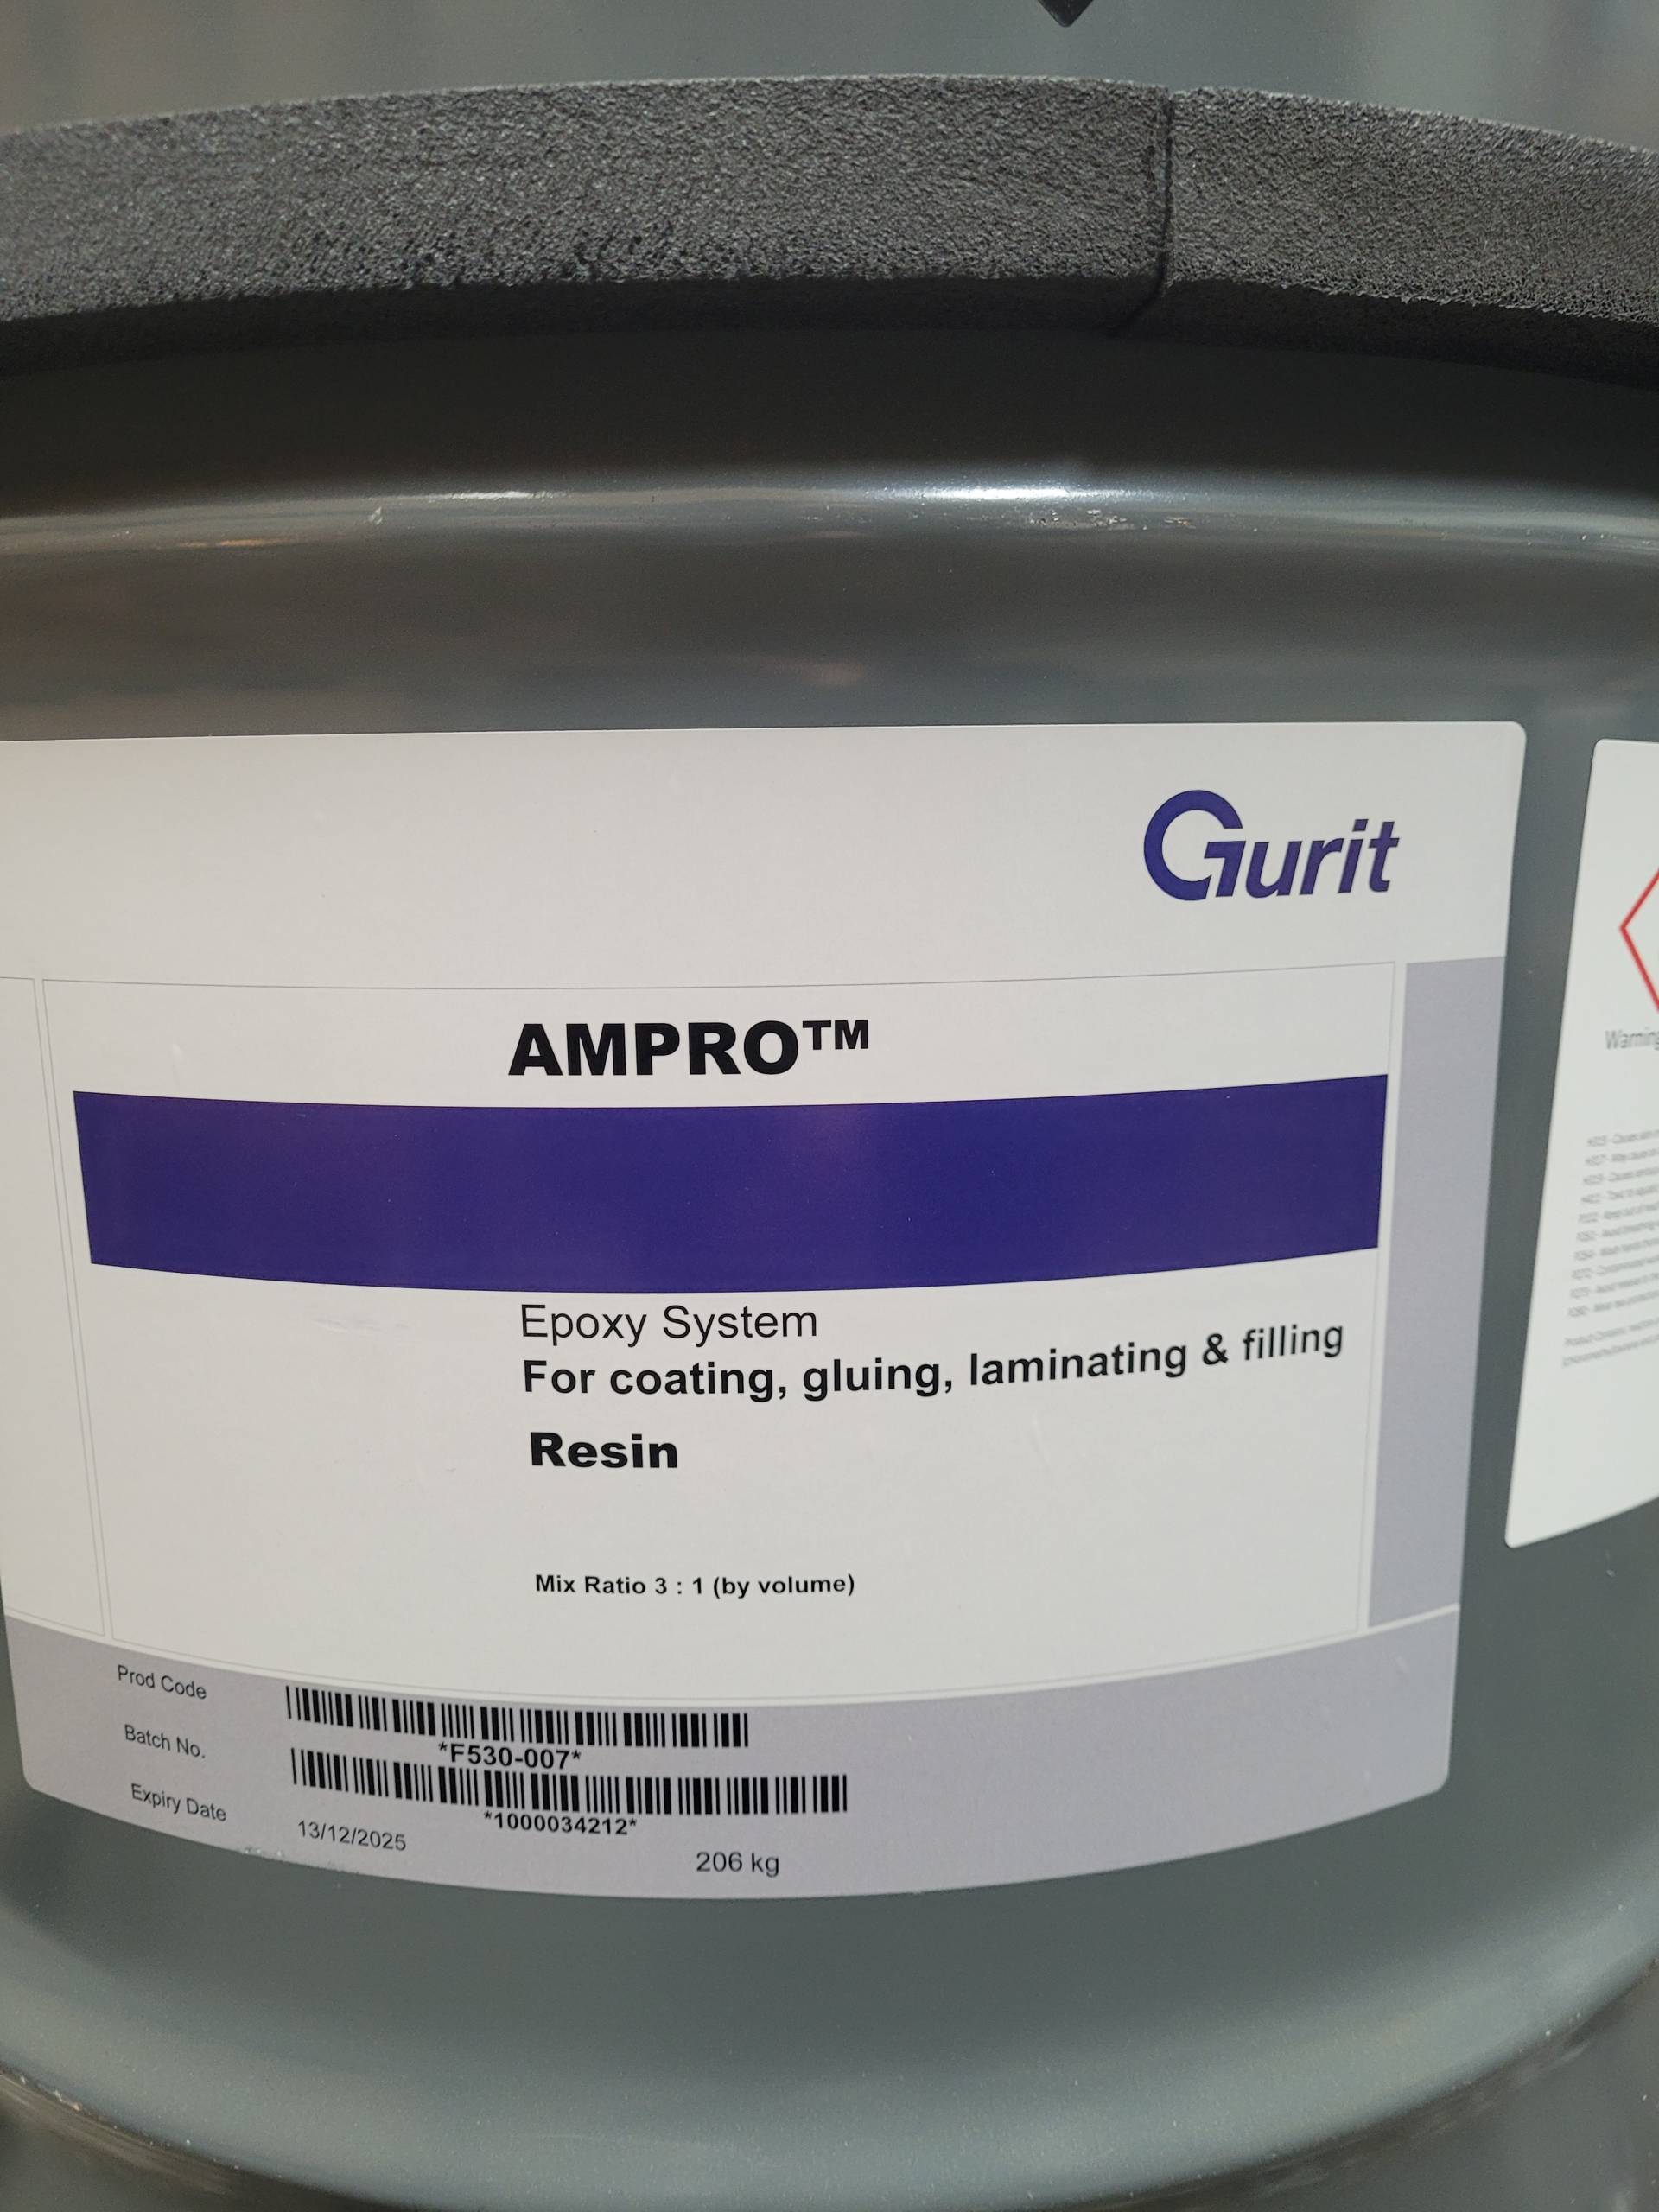 Gurit
AMPRO™
Epoxy System
For coating, gluing, laminating & filling
Resin
Mix Ratio 3 : 1 (by volume)
Prod Code
*F530-007*
Batch No.
*1000034212*
Expiry Date
13/12/2025
206 kg
Warning